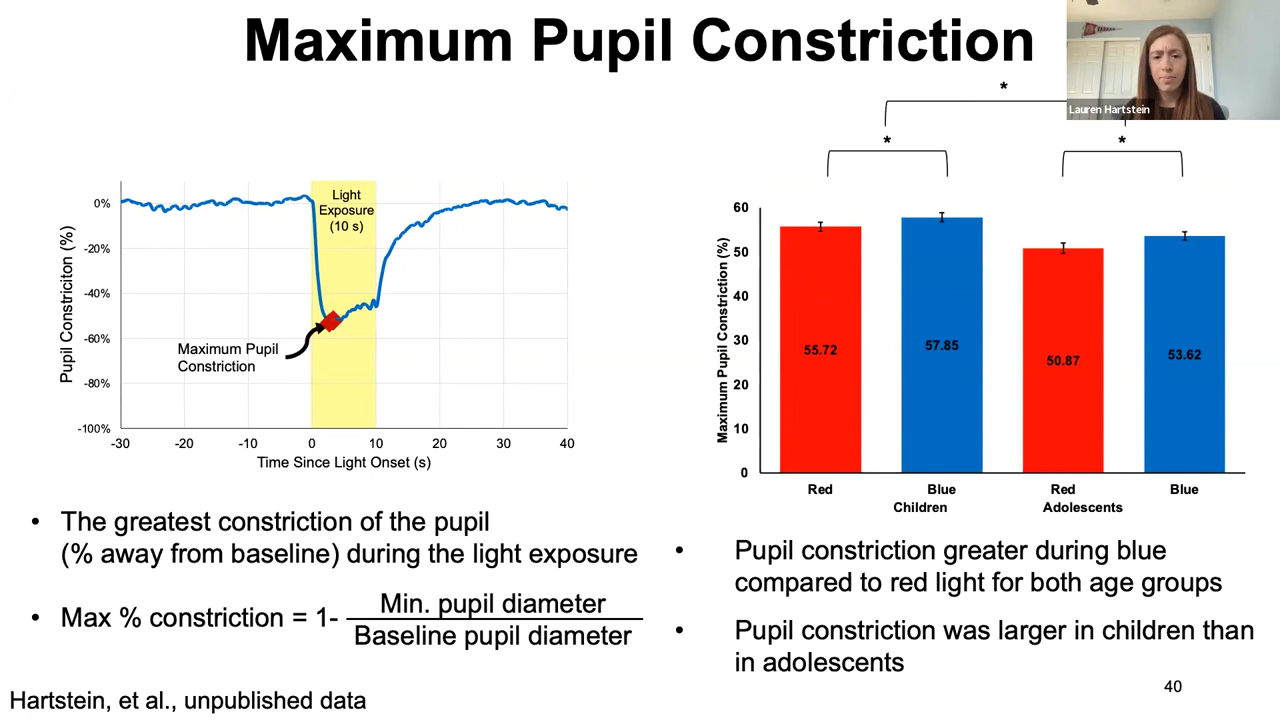 Maximum Pupil Constriction
Lauren Hartstein
*
*
*
Light
Exposure
(10 s)
0%
-20%
-40%
-60%
-80%
-100%
Pupil Constriciton (%)
Maximum Pupil
Constriction
-30
-20
-10
0
10
20
30
40
Time Since Light Onset (s)
60
50
40
30
20
10
0
Maximum Pupil Constriction (%)
55.72
57.85
50.87
53.62
Red
Blue
Red
Blue
Children
Adolescents
• The greatest constriction of the pupil
(% away from baseline) during the light exposure
• Max % constriction = 1- Min. pupil diameter
Baseline pupil diameter
• Pupil constriction greater during blue
compared to red light for both age groups
• Pupil constriction was larger in children than
in adolescents
40
Hartstein, et al., unpublished data